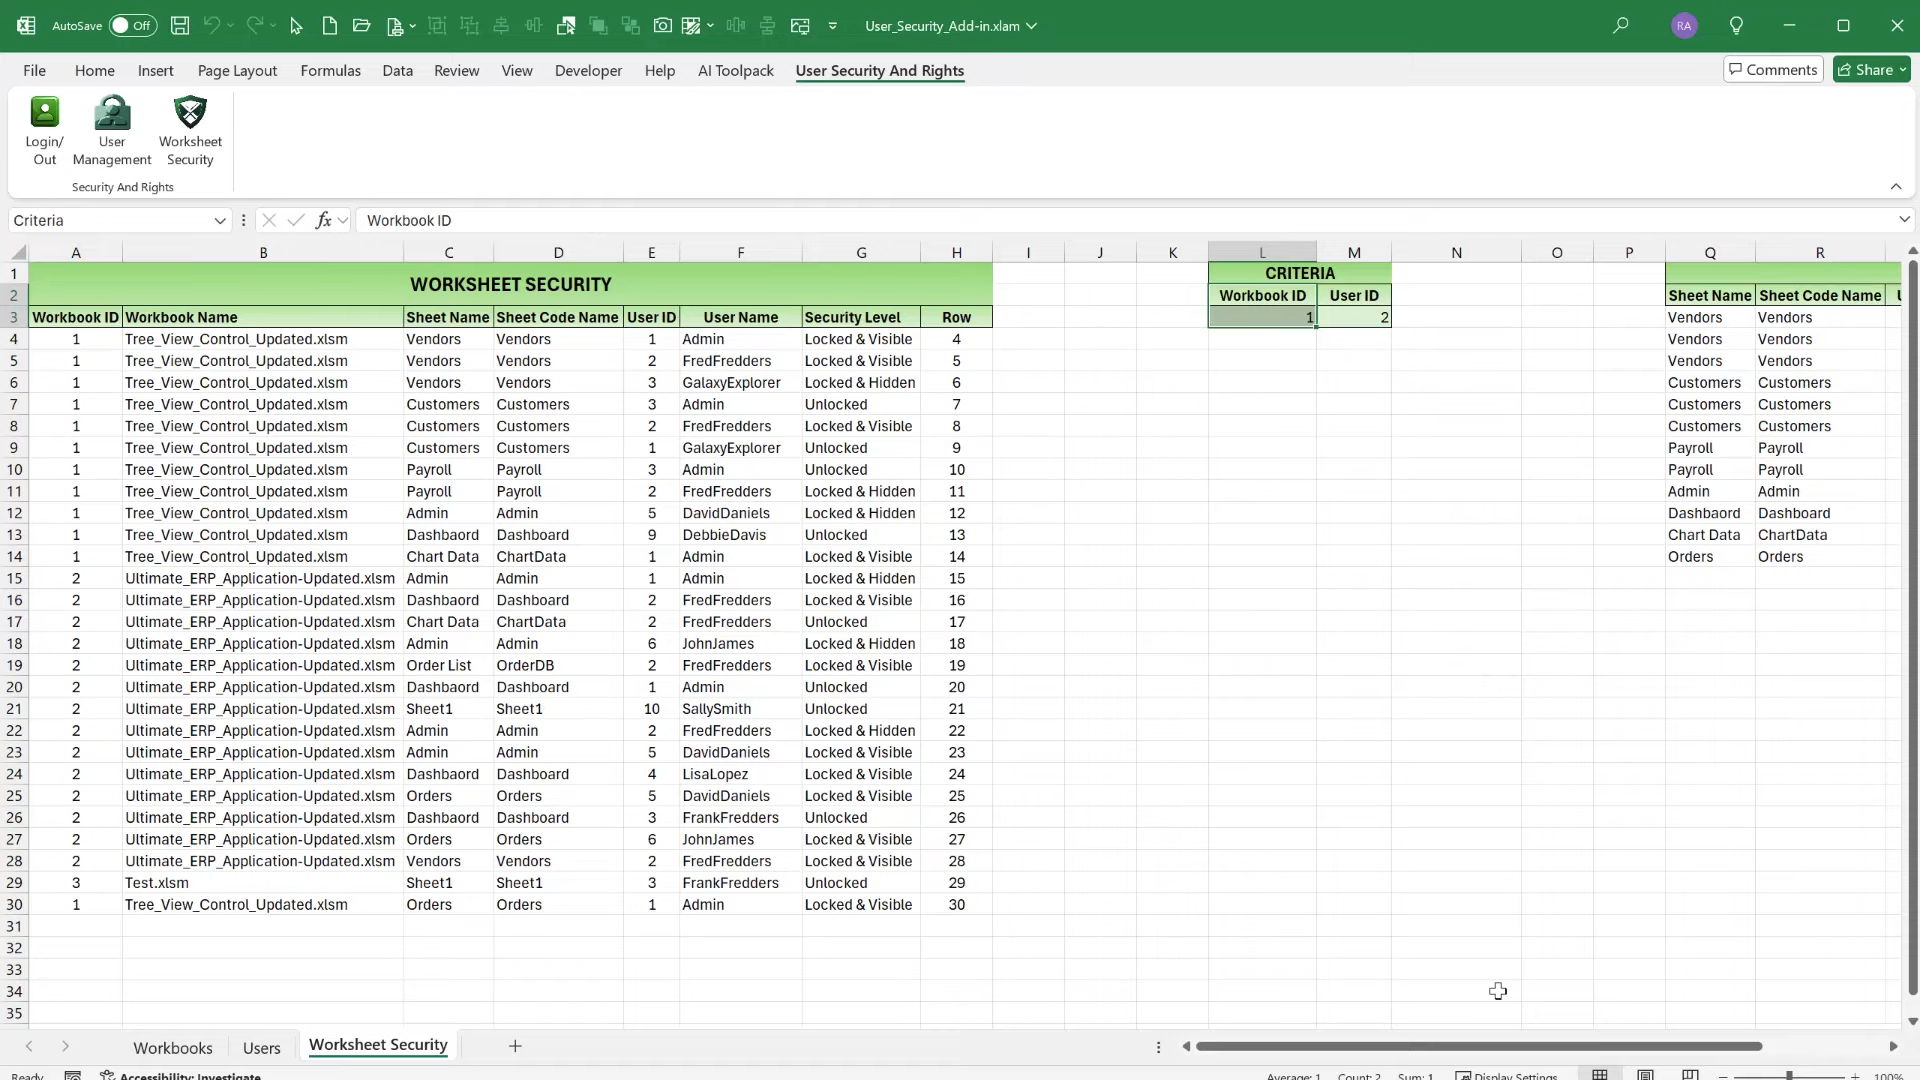 AutoSave Off User_Security_Add-in.xlam RA
File Home Insert Page Layout Formulas Data Review View Developer Help AI Toolpack User Security And Rights Comments Share
Login/ Out
User Management
Worksheet Security
Security And Rights
Criteria fx Workbook ID
A B C D E F G H I J K L M N O P Q R
1 WORKSHEET SECURITY CRITERIA
2 Workbook ID User ID Sheet Name Sheet Code Name
3 Workbook ID Workbook Name Sheet Name Sheet Code Name User ID User Name Security Level Row 1 2 Vendors Vendors
4 1 Tree_View_Control_Updated.xlsm Vendors Vendors 1 Admin Locked & Visible 4 Vendors Vendors
5 1 Tree_View_Control_Updated.xlsm Vendors Vendors 2 FredFredders Locked & Visible 5 Vendors Vendors
6 1 Tree_View_Control_Updated.xlsm Vendors Vendors 3 GalaxyExplorer Locked & Hidden 6 Customers Customers
7 1 Tree_View_Control_Updated.xlsm Customers Customers 3 Admin Unlocked 7 Customers Customers
8 1 Tree_View_Control_Updated.xlsm Customers Customers 2 FredFredders Locked & Visible 8 Customers Customers
9 1 Tree_View_Control_Updated.xlsm Customers Customers 1 GalaxyExplorer Unlocked 9 Payroll Payroll
10 1 Tree_View_Control_Updated.xlsm Payroll Payroll 3 Admin Unlocked 10 Payroll Payroll
11 1 Tree_View_Control_Updated.xlsm Payroll Payroll 2 FredFredders Locked & Hidden 11 Admin Admin
12 1 Tree_View_Control_Updated.xlsm Admin Admin 5 DavidDaniels Locked & Hidden 12 Dashbaord Dashboard
13 1 Tree_View_Control_Updated.xlsm Dashbaord Dashboard 9 DebbieDavis Unlocked 13 Chart Data ChartData
14 1 Tree_View_Control_Updated.xlsm Chart Data ChartData 1 Admin Locked & Visible 14 Orders Orders
15 2 Ultimate_ERP_Application-Updated.xlsm Admin Admin 1 Admin Locked & Hidden 15
16 2 Ultimate_ERP_Application-Updated.xlsm Dashbaord Dashboard 2 FredFredders Locked & Visible 16
17 2 Ultimate_ERP_Application-Updated.xlsm Chart Data ChartData 2 FredFredders Unlocked 17
18 2 Ultimate_ERP_Application-Updated.xlsm Admin Admin 6 JohnJames Locked & Hidden 18
19 2 Ultimate_ERP_Application-Updated.xlsm Order List OrderDB 2 FredFredders Locked & Visible 19
20 2 Ultimate_ERP_Application-Updated.xlsm Dashbaord Dashboard 1 Admin Unlocked 20
21 2 Ultimate_ERP_Application-Updated.xlsm Sheet1 Sheet1 10 SallySmith Unlocked 21
22 2 Ultimate_ERP_Application-Updated.xlsm Admin Admin 2 FredFredders Locked & Hidden 22
23 2 Ultimate_ERP_Application-Updated.xlsm Admin Admin 5 DavidDaniels Locked & Visible 23
24 2 Ultimate_ERP_Application-Updated.xlsm Dashbaord Dashboard 4 LisaLopez Locked & Visible 24
25 2 Ultimate_ERP_Application-Updated.xlsm Orders Orders 5 DavidDaniels Locked & Visible 25
26 2 Ultimate_ERP_Application-Updated.xlsm Dashbaord Dashboard 3 FrankFredders Unlocked 26
27 2 Ultimate_ERP_Application-Updated.xlsm Orders Orders 6 JohnJames Locked & Visible 27
28 2 Ultimate_ERP_Application-Updated.xlsm Vendors Vendors 2 FredFredders Locked & Visible 28
29 3 Test.xlsm Sheet1 Sheet1 3 FrankFredders Unlocked 29
30 1 Tree_View_Control_Updated.xlsm Orders Orders 1 Admin Locked & Visible 30
31
32
33
34
35
Workbooks Users Worksheet Security
Ready Accessibility: Investigate Average: 1 Count: 2 Sum: 1 Display Settings 100%